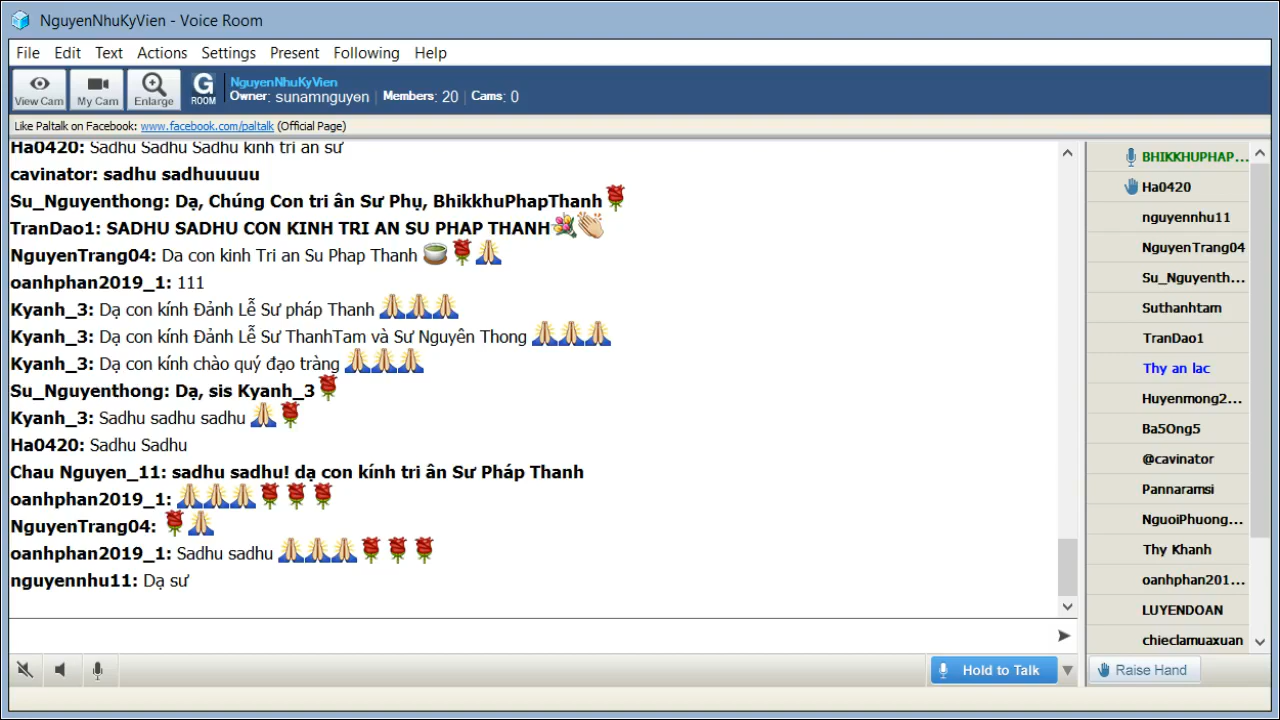 NguyenNhuKyVien - Voice Room
File Edit Text Actions Settings Present Following Help
View Cam
My Cam
Enlarge
G ROOM
NguyenNhuKyVien
Owner: sunamnguyen | Members: 20 | Cams: 0
Like Paltalk on Facebook: www.facebook.com/paltalk (Official Page)
Ha0420: Sadhu Sadhu Sadhu kinh tri an sư
cavinator: sadhu sadhuuuuu
Su_Nguyenthong: Dạ, Chúng Con tri ân Sư Phụ, BhikkhuPhapThanh
TranDao1: SADHU SADHU CON KINH TRI AN SU PHAP THANH
NguyenTrang04: Da con kinh Tri an Su Phap Thanh
oanhphan2019_1: 111
Kyanh_3: Dạ con kính Đảnh Lễ Sư pháp Thanh
Kyanh_3: Dạ con kính Đảnh Lễ Sư ThanhTam và Sư Nguyên Thong
Kyanh_3: Dạ con kính chào quý đạo tràng
Su_Nguyenthong: Dạ, sis Kyanh_3
Kyanh_3: Sadhu sadhu sadhu
Ha0420: Sadhu Sadhu
Chau Nguyen_11: sadhu sadhu! dạ con kính tri ân Sư Pháp Thanh
oanhphan2019_1:
NguyenTrang04:
oanhphan2019_1: Sadhu sadhu
nguyennhu11: Dạ sư
BHIKKHUPHAP...
Ha0420
nguyennhu11
NguyenTrang04
Su_Nguyenth...
Suthanhtam
TranDao1
Thy an lac
Huyenmong2...
Ba5Ong5
@cavinator
Pannaramsi
NguoiPhuong...
Thy Khanh
oanhphan201...
LUYENDOAN
chieclamuaxuan
Hold to Talk
Raise Hand